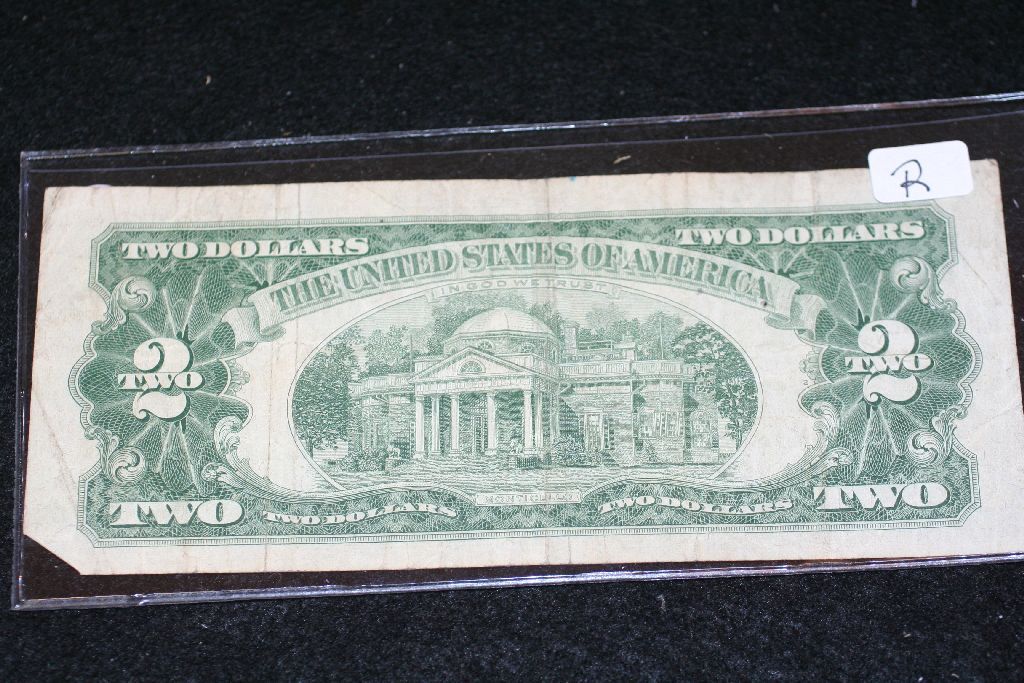 R
TWO DOLLARS TWO DOLLARS
THE UNITED STATES OF AMERICA
IN GOD WE TRUST
2 TWO 2 TWO
MONTICELLO
TWO TWO DOLLARS TWO DOLLARS TWO